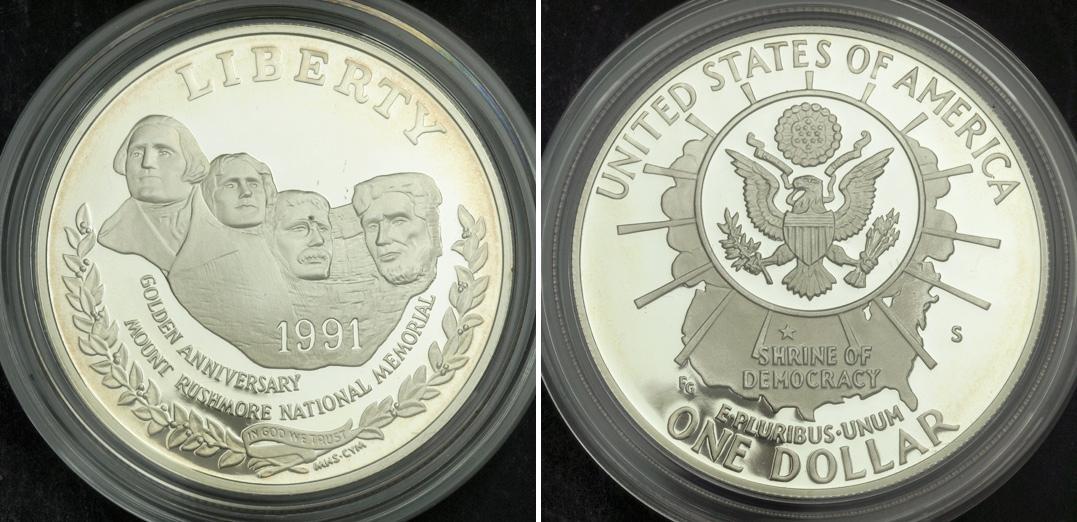 LIBERTY
1991
GOLDEN ANNIVERSARY
MOUNT RUSHMORE NATIONAL MEMORIAL
IN GOD WE TRUST
MMS·CYM
UNITED STATES OF AMERICA
S
SHRINE OF
DEMOCRACY
FG
E·PLURIBUS·UNUM
ONE DOLLAR